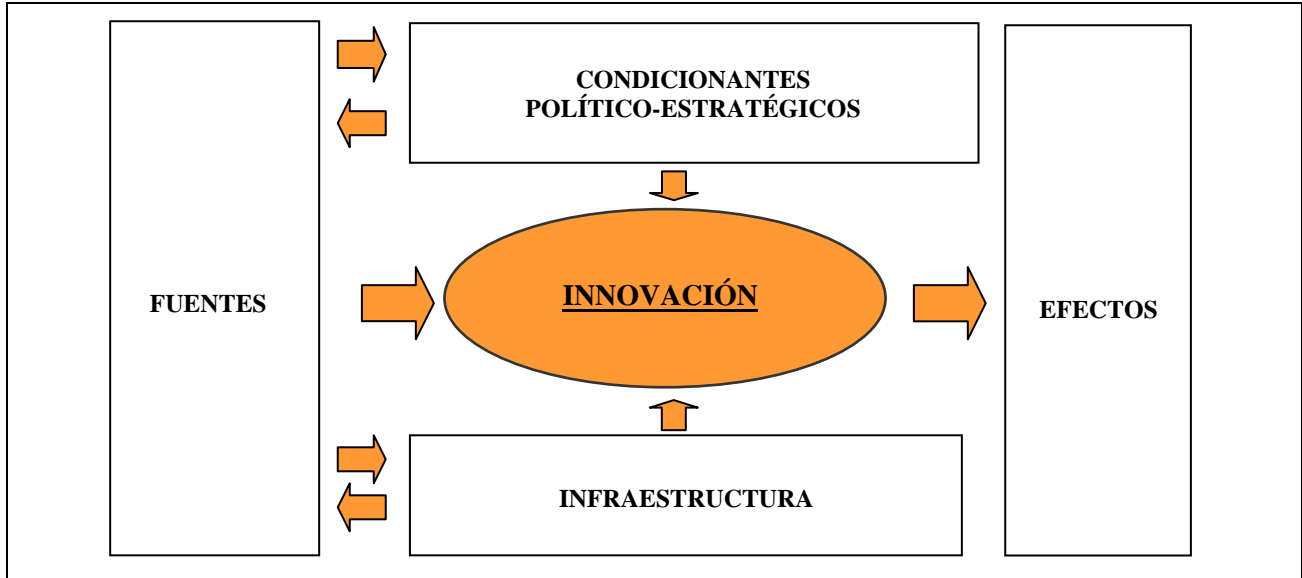 CONDICIONANTES
POLÍTICO-ESTRATÉGICOS
FUENTES
INNOVACIÓN
EFECTOS
INFRAESTRUCTURA